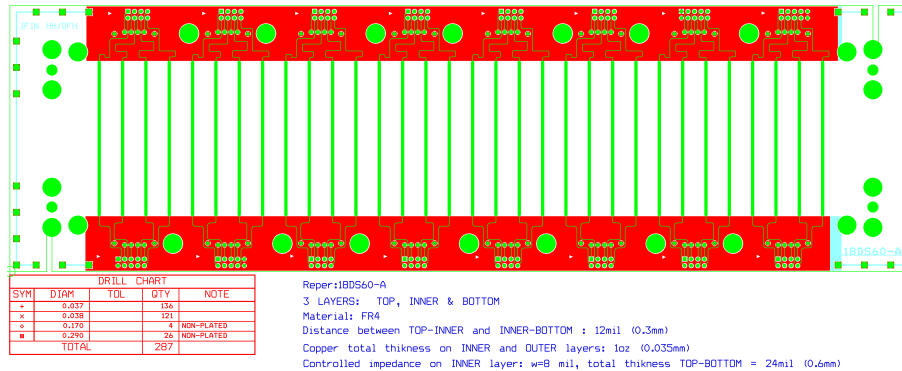 IFIN HH/DFH
1BDS60-A
DRILL CHART
SYM DIAM TOL QTY NOTE
+ 0.037 136
× 0.038 121
0.170 4 NON-PLATED
0.290 26 NON-PLATED
TOTAL 287
Reper:1BDS60-A
3 LAYERS: TOP, INNER & BOTTOM
Material: FR4
Distance between TOP-INNER and INNER-BOTTOM : 12mil (0.3mm)
Copper total thikness on INNER and OUTER layers: 1oz (0.035mm)
Controlled impedance on INNER layer: w=8 mil, total thikness TOP-BOTTOM = 24mil (0.6mm)